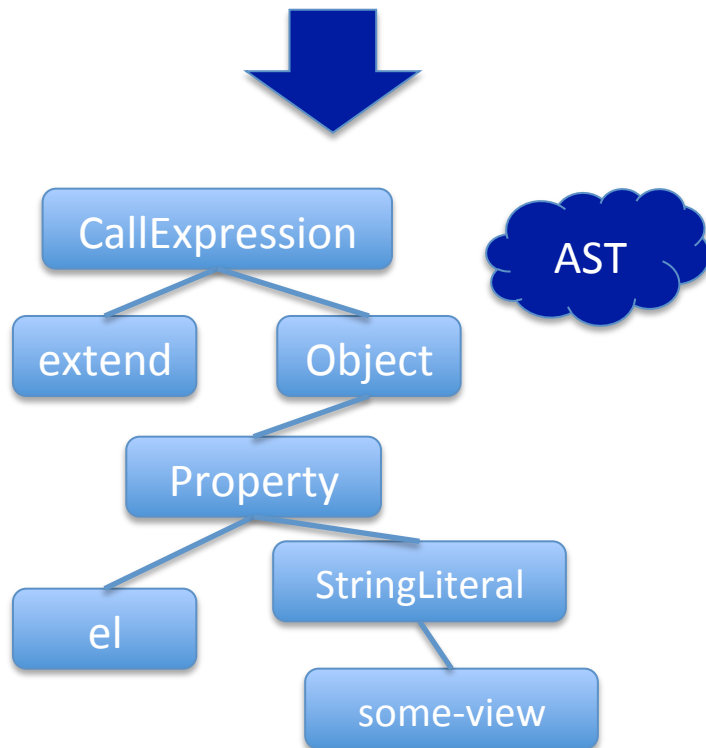 CallExpression
AST
extend
Object
Property
StringLiteral
el
some-view